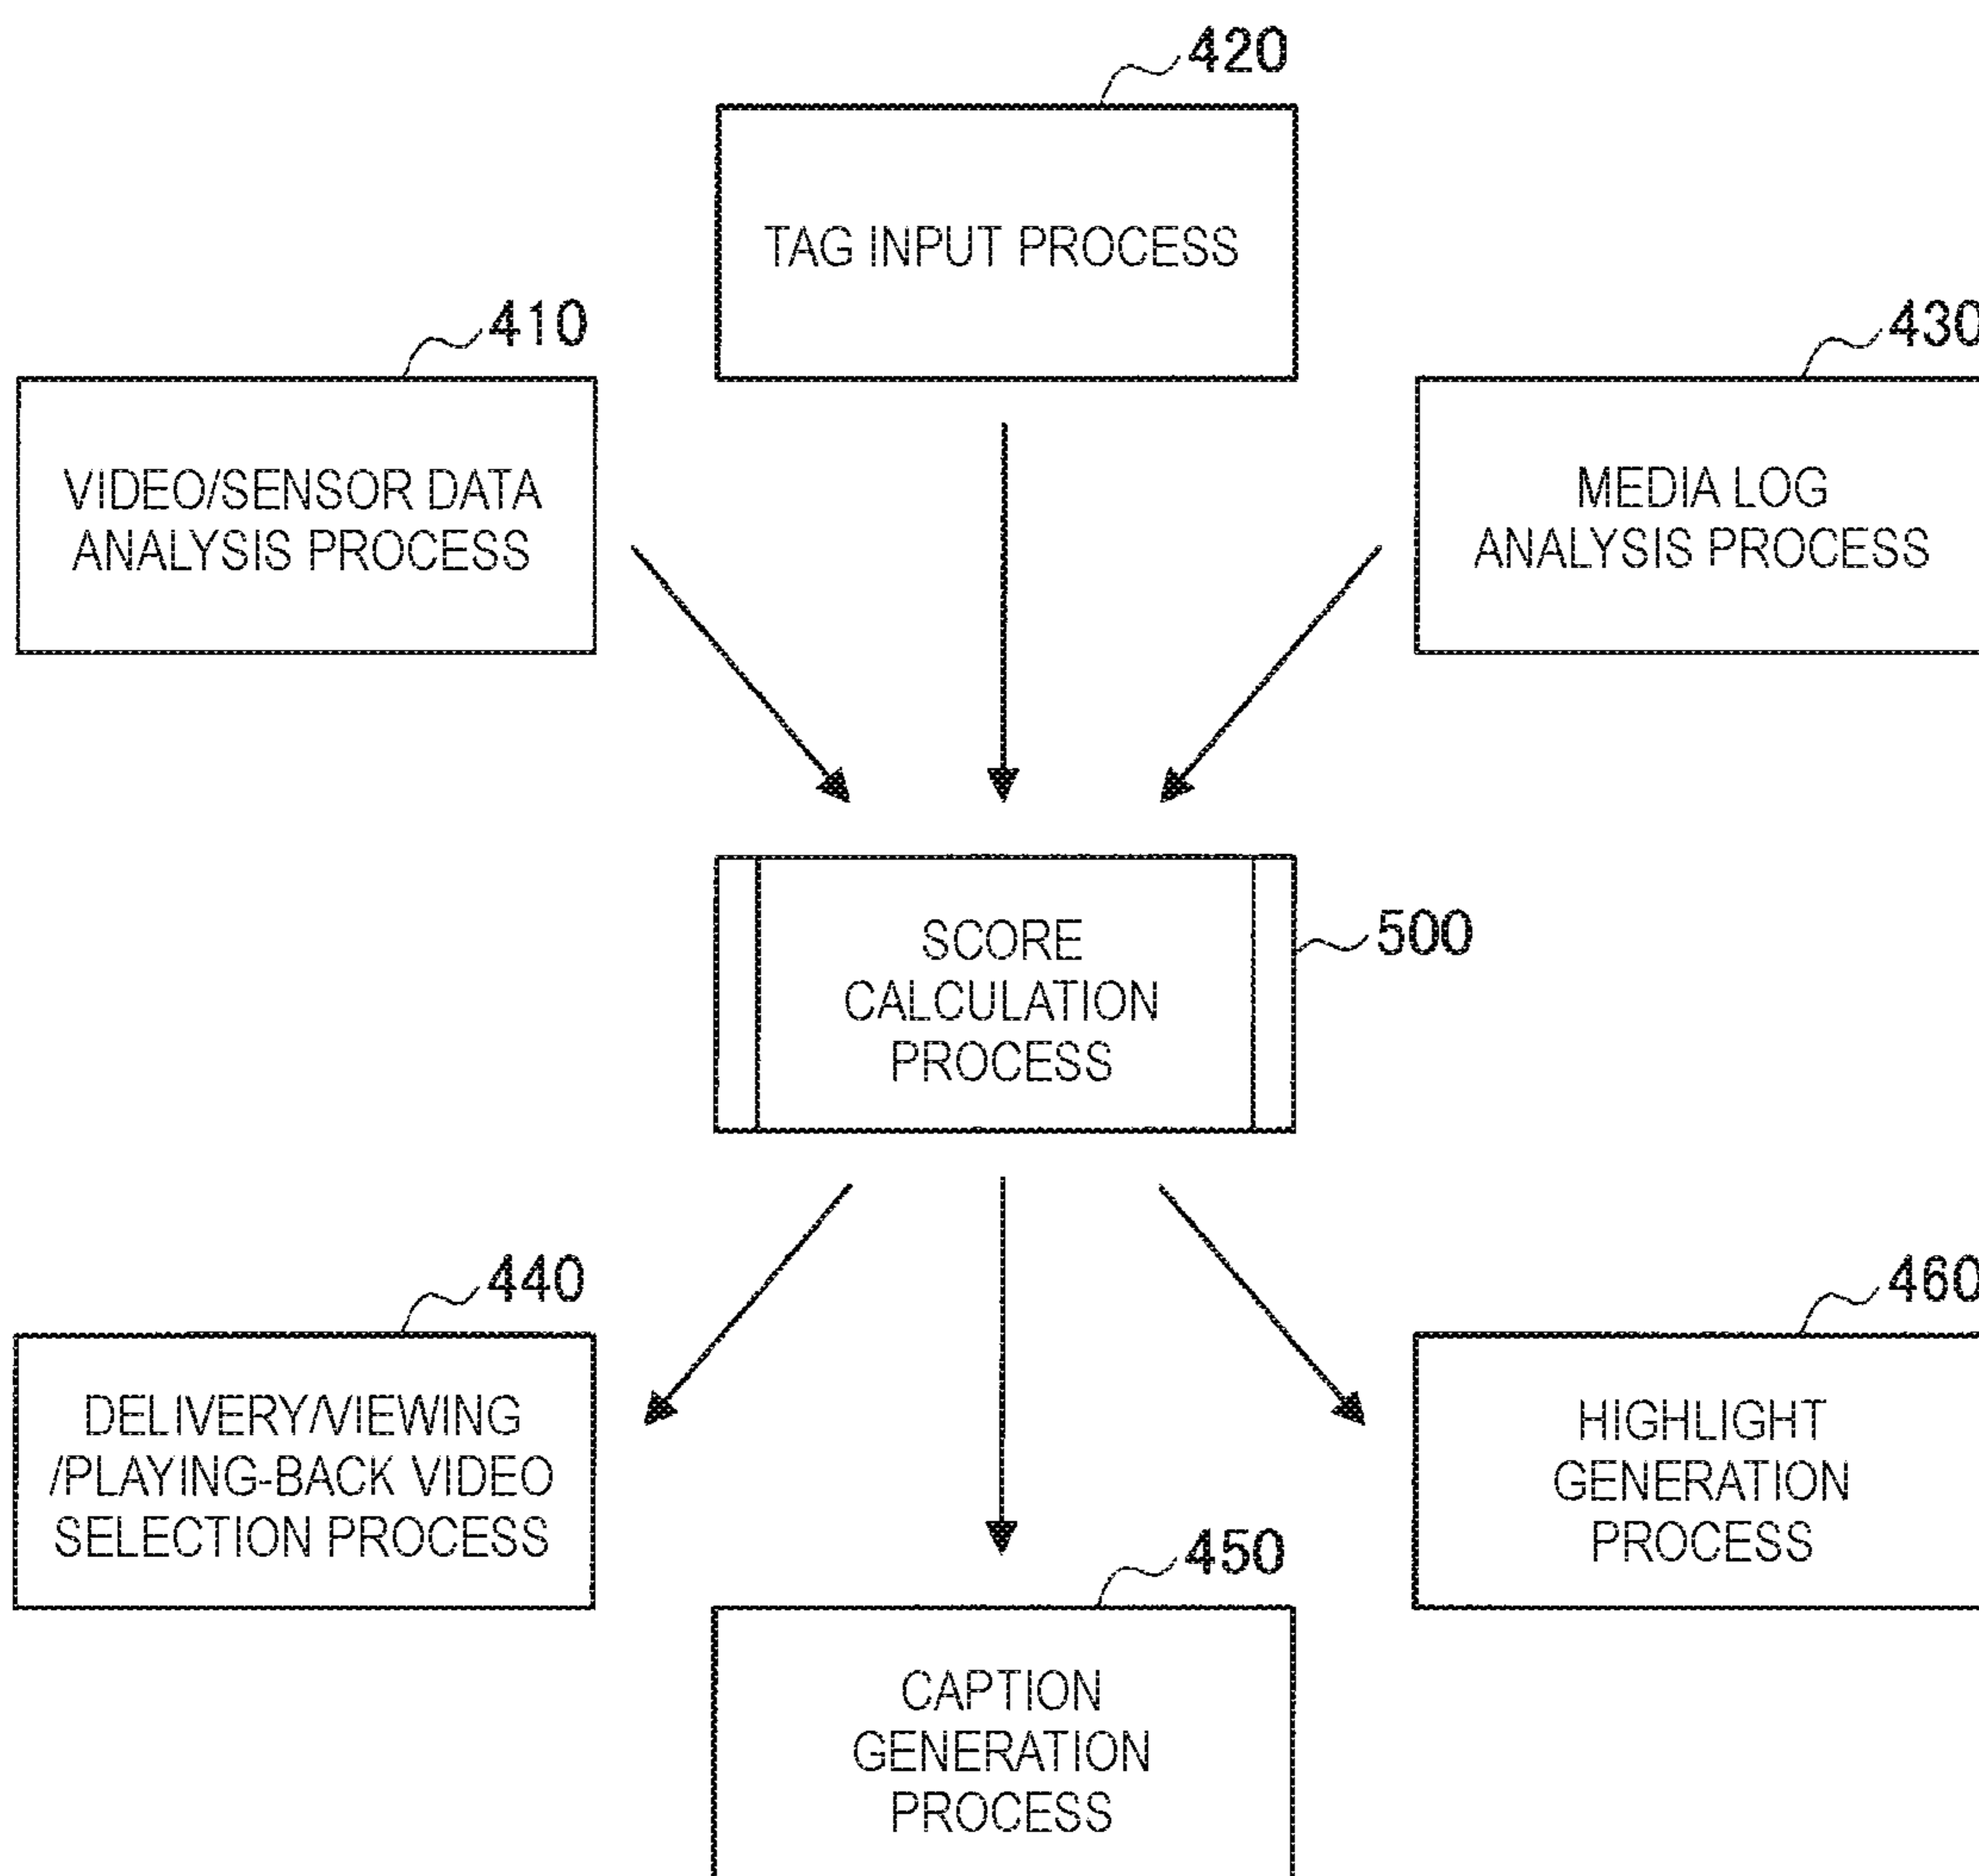 420
TAG INPUT PROCESS
410
VIDEO/SENSOR DATA
ANALYSIS PROCESS
430
MEDIA LOG
ANALYSIS PROCESS
500
SCORE
CALCULATION
PROCESS
440
DELIVERY/VIEWING
/PLAYING-BACK VIDEO
SELECTION PROCESS
460
HIGHLIGHT
GENERATION
PROCESS
450
CAPTION
GENERATION
PROCESS